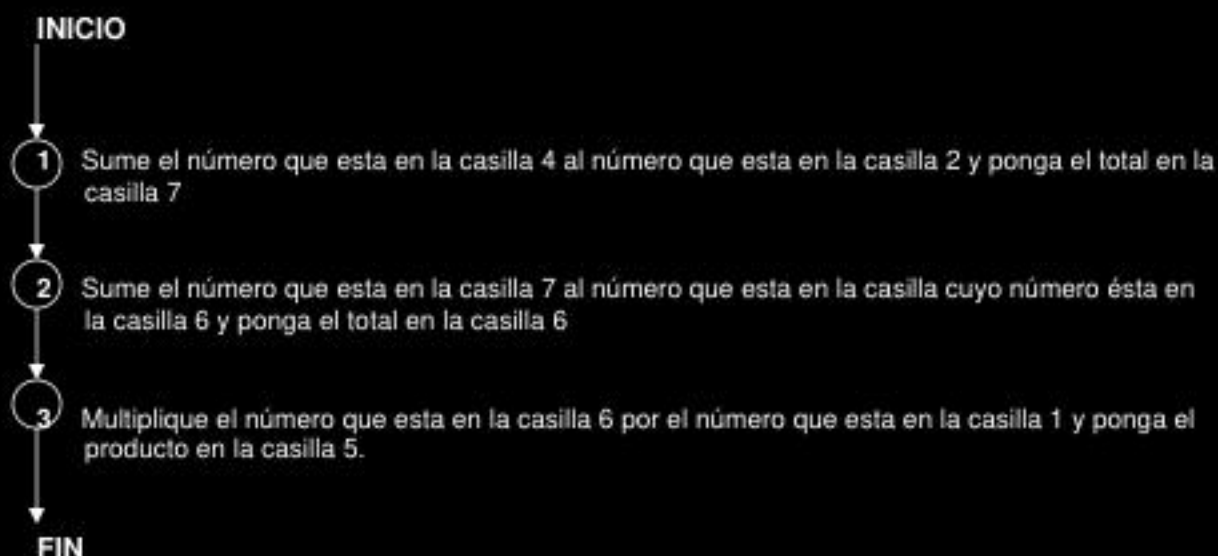 INICIO
1 Sume el número que esta en la casilla 4 al número que esta en la casilla 2 y ponga el total en la
casilla 7
2 Sume el número que esta en la casilla 7 al número que esta en la casilla cuyo número ésta en
la casilla 6 y ponga el total en la casilla 6
3 Multiplique el número que esta en la casilla 6 por el número que esta en la casilla 1 y ponga el
producto en la casilla 5.
FIN